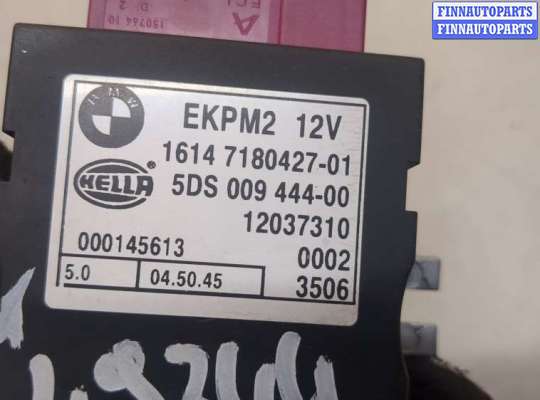 FINNAUTOPARTS
FINNAUTOPARTS
A
BMW
EKPM2 12V
1614 7180427-01
HELLA
5DS 009 444-00
12037310
000145613
0002
5.0
04.50.45
3506